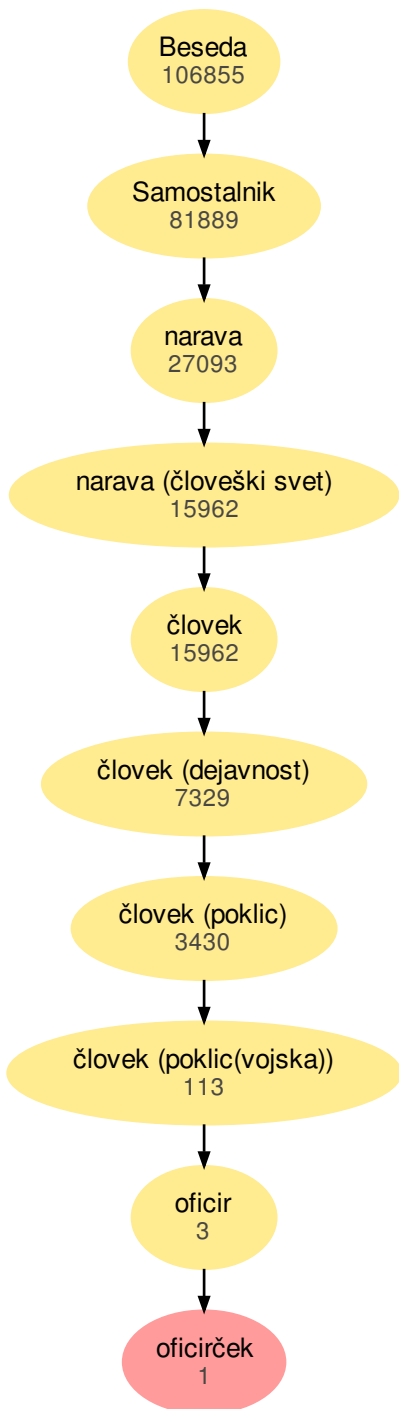 Beseda
106855
Samostalnik
81889
narava
27093
narava (človeški svet)
15962
človek
15962
človek (dejavnost)
7329
človek (poklic)
3430
človek (poklic(vojska))
113
oficir
3
oficirček
1